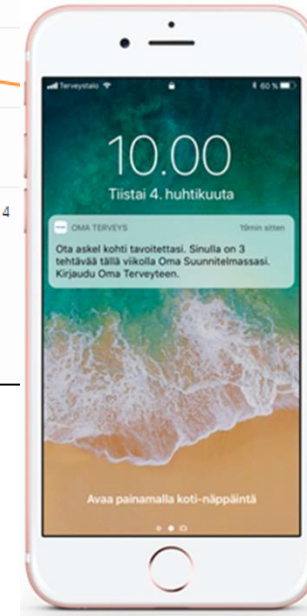 Terveystalo 60 %
10.00
Tiistai 4. huhtikuuta
OMA TERVEYS 19min sitten
Ota askel kohti tavoitettasi. Sinulla on 3
tehtävää tällä viikolla Oma Suunnitelmassasi.
Kirjaudu Oma Terveyteen.
4
Avaa painamalla koti-näppäintä